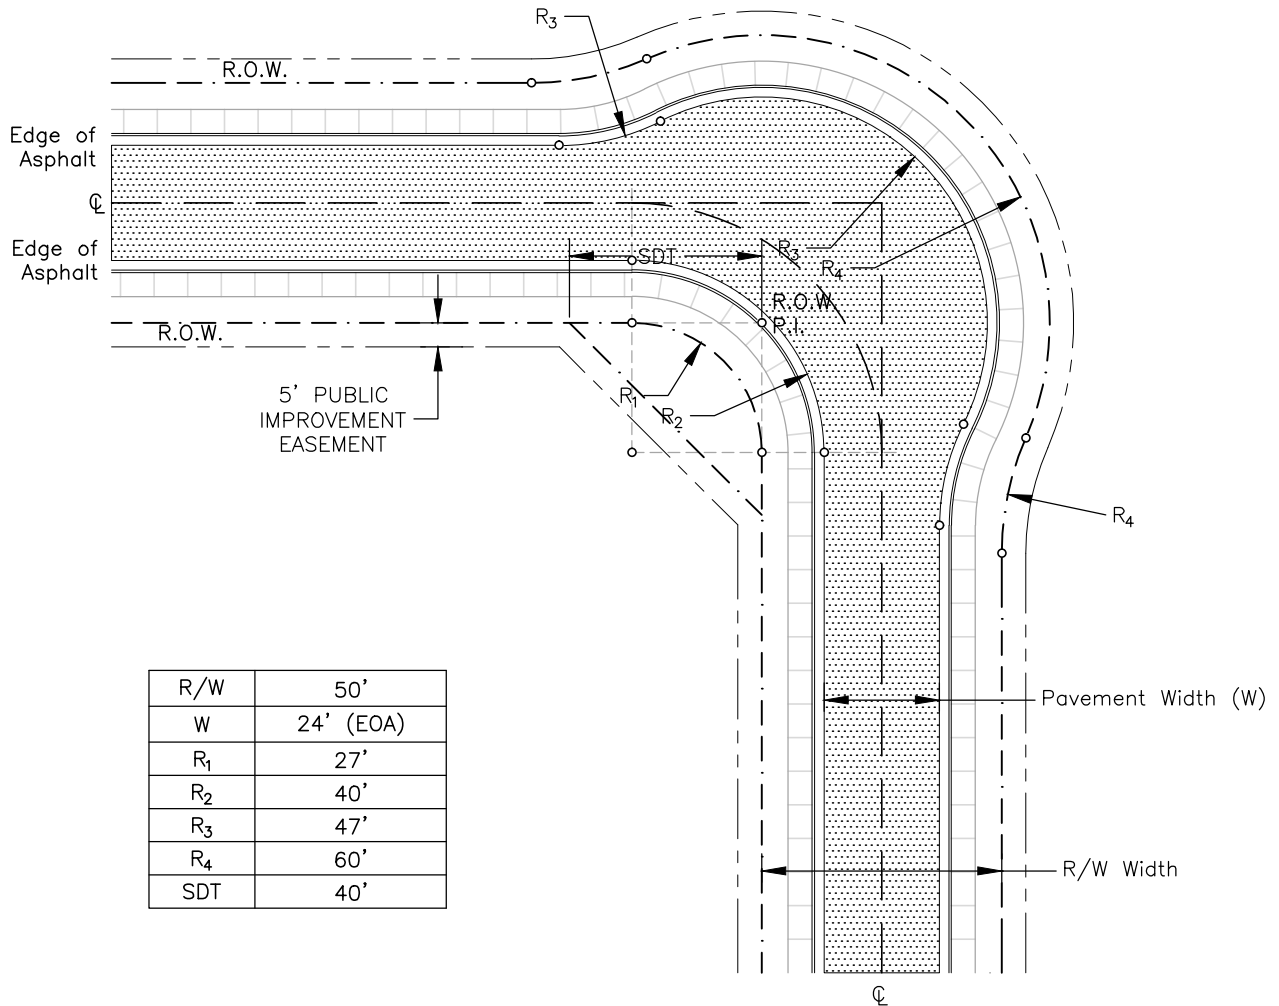 R₃
R.O.W.
Edge of
Asphalt
℄
Edge of
Asphalt
SDT
R₃
R₄
R.O.W.
P.I.
R.O.W.
5' PUBLIC
IMPROVEMENT
EASEMENT
R₁
R₂
R₄
Pavement Width (W)
R/W Width
℄
R/W 50'
W 24' (EOA)
R₁ 27'
R₂ 40'
R₃ 47'
R₄ 60'
SDT 40'